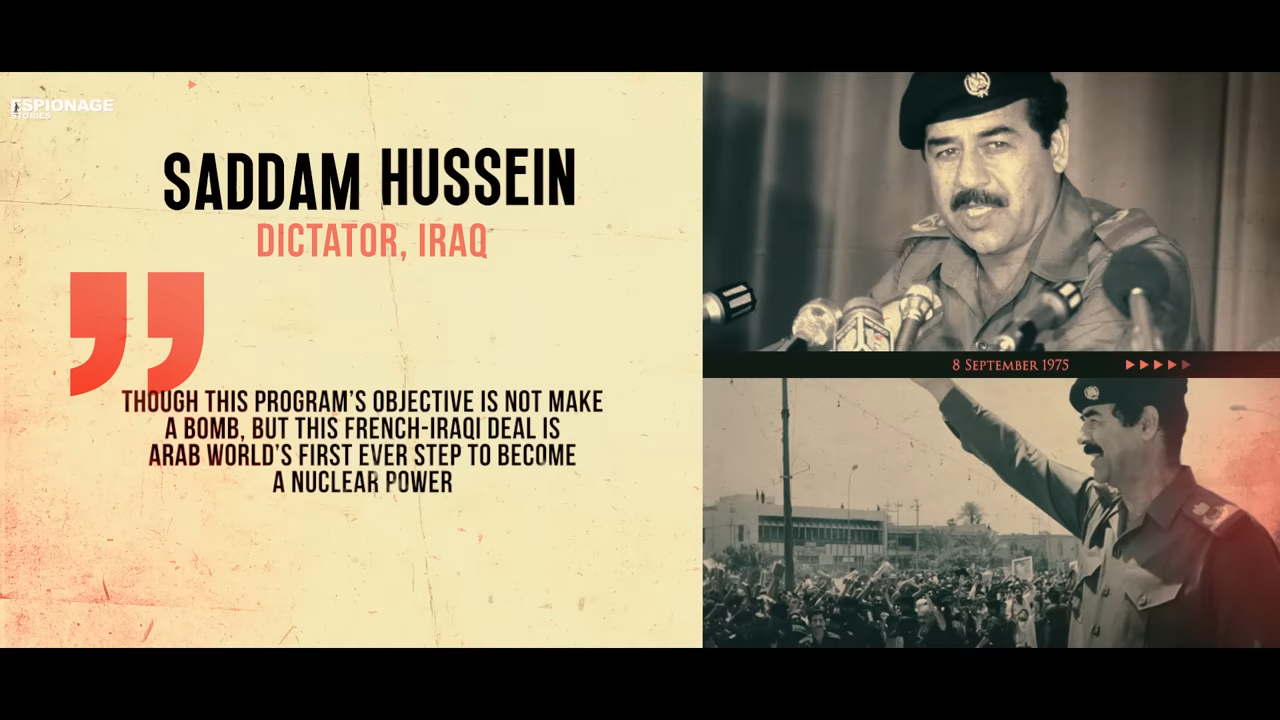 ESPIONAGE
STORIES
SADDAM HUSSEIN
DICTATOR, IRAQ
THOUGH THIS PROGRAM'S OBJECTIVE IS NOT MAKE
A BOMB, BUT THIS FRENCH-IRAQI DEAL IS
ARAB WORLD'S FIRST EVER STEP TO BECOME
A NUCLEAR POWER
8 SEPTEMBER 1975